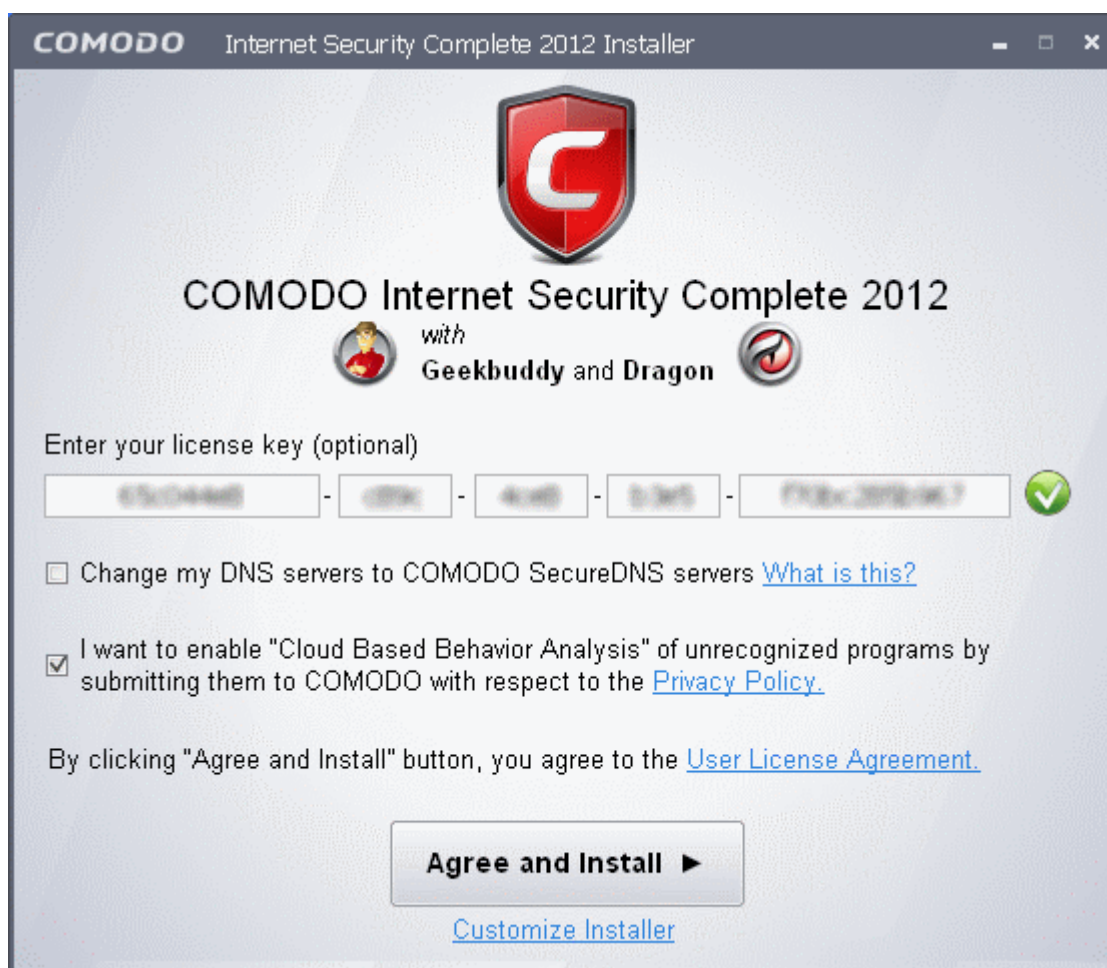 COMODO Internet Security Complete 2012 Installer
COMODO Internet Security Complete 2012
with
Geekbuddy and Dragon
Enter your license key (optional)
- - - -
Change my DNS servers to COMODO SecureDNS servers What is this?
I want to enable "Cloud Based Behavior Analysis" of unrecognized programs by
submitting them to COMODO with respect to the Privacy Policy.
By clicking "Agree and Install" button, you agree to the User License Agreement.
Agree and Install ►
Customize Installer